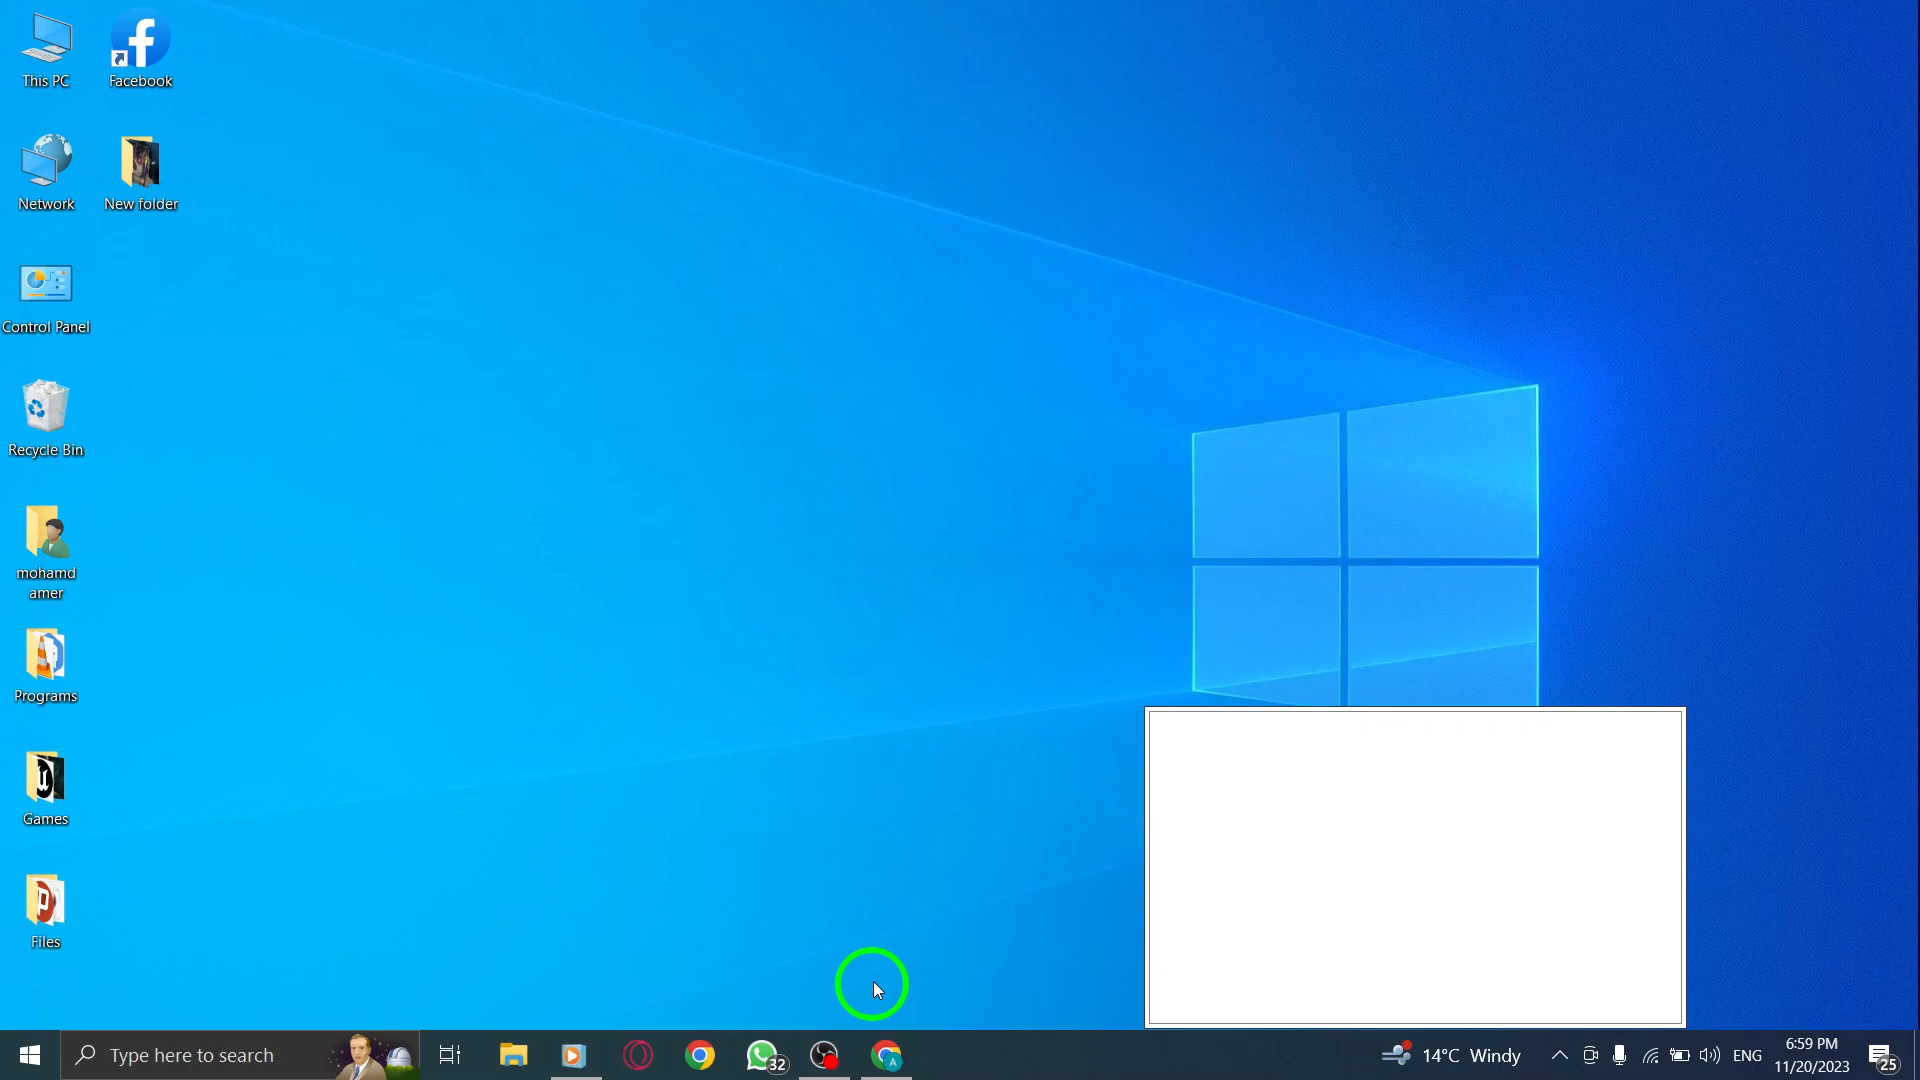 This PC
Facebook
Network
New folder
Control Panel
Recycle Bin
mohamd
amer
Programs
Games
Files
Type here to search
32
A
14°C Windy
ENG
6:59 PM
11/20/2023
25